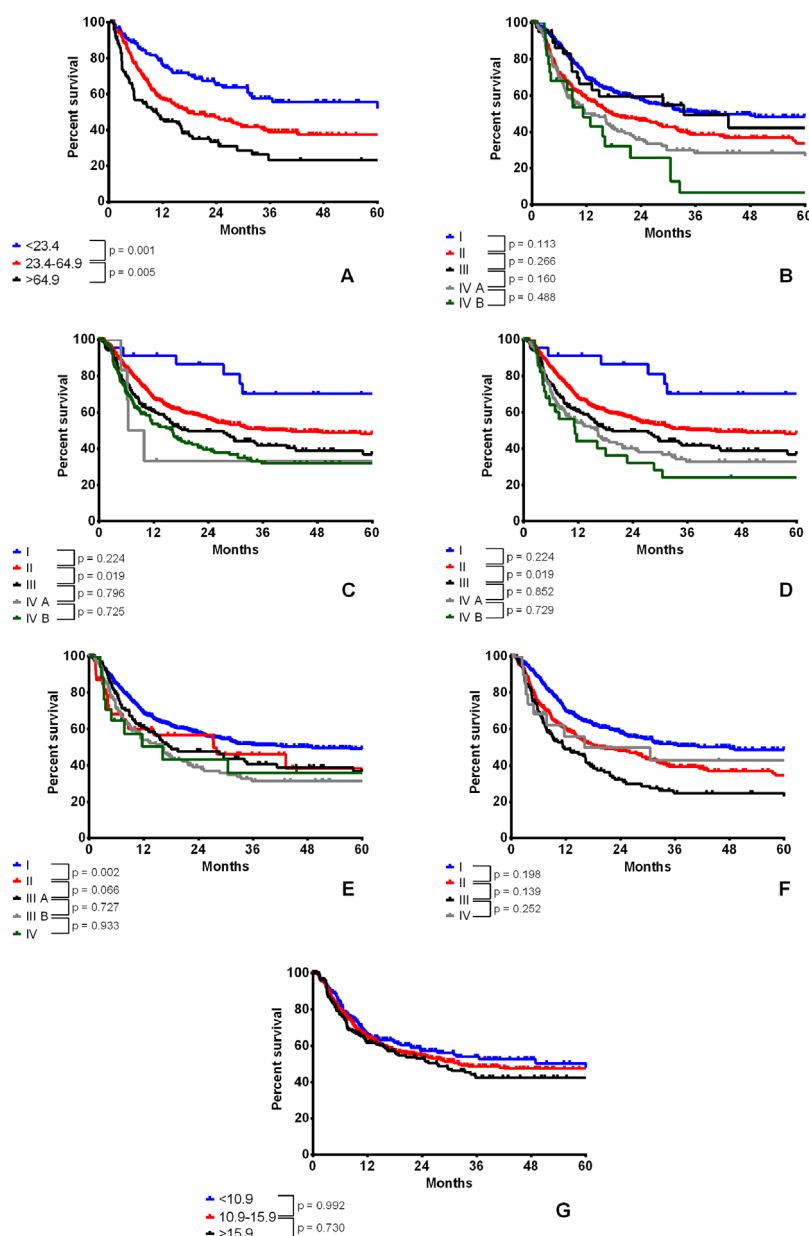 100
80
60
40
20
0
Percent survival
0 12 24 36 48 60
Months
<23.4
23.4-64.9
>64.9
p = 0.001
p = 0.005
A
100
80
60
40
20
0
Percent survival
0 12 24 36 48 60
Months
I
II
III
IV A
IV B
p = 0.113
p = 0.266
p = 0.160
p = 0.488
B
100
80
60
40
20
0
Percent survival
0 12 24 36 48 60
Months
I
II
III
IV A
IV B
p = 0.224
p = 0.019
p = 0.796
p = 0.725
C
100
80
60
40
20
0
Percent survival
0 12 24 36 48 60
Months
I
II
III
IV A
IV B
p = 0.224
p = 0.019
p = 0.852
p = 0.729
D
100
80
60
40
20
0
Percent survival
0 12 24 36 48 60
Months
I
II
III A
III B
IV
p = 0.002
p = 0.066
p = 0.727
p = 0.933
E
100
80
60
40
20
0
Percent survival
0 12 24 36 48 60
Months
I
II
III
IV
p = 0.198
p = 0.139
p = 0.252
F
100
80
60
40
20
0
Percent survival
0 12 24 36 48 60
Months
<10.9
10.9-15.9
>15.9
p = 0.992
p = 0.730
G